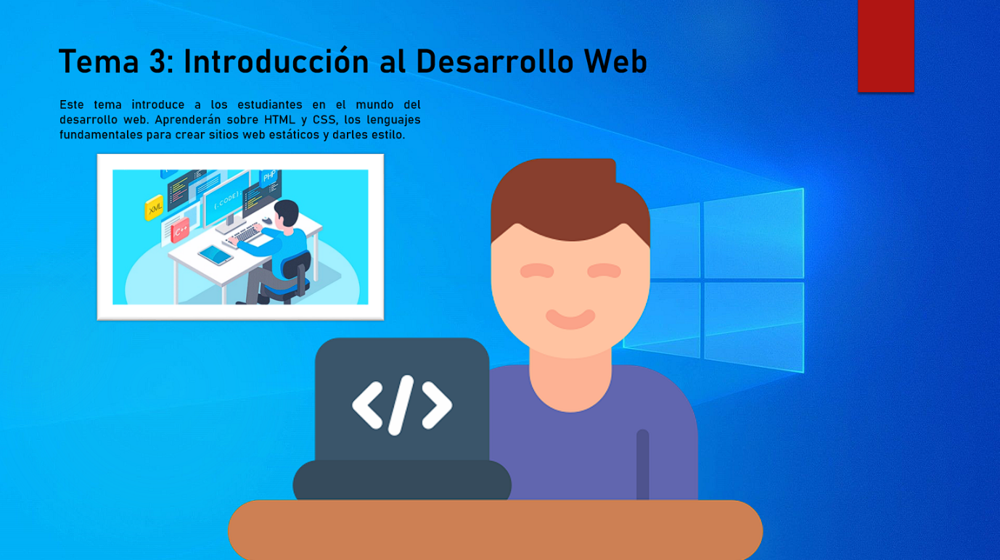 Tema 3: Introducción al Desarrollo Web
Este tema introduce a los estudiantes en el mundo del
desarrollo web. Aprenderán sobre HTML y CSS, los lenguajes
fundamentales para crear sitios web estáticos y darles estilo.
PHP
{:CODE}.
XML
C++
</>